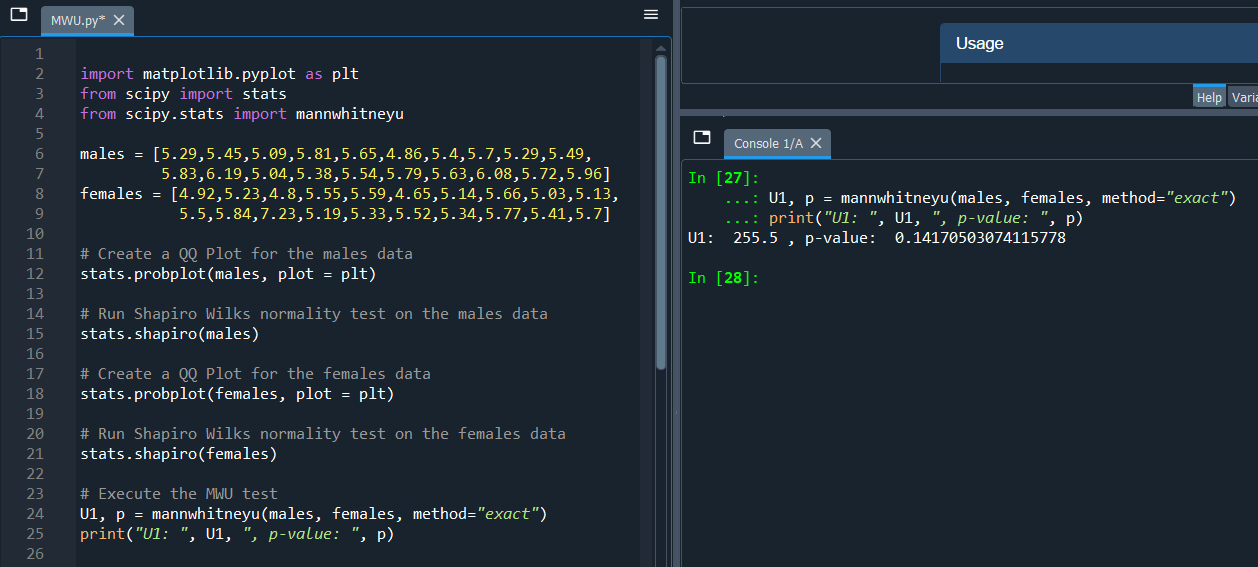 MWU.py*
1
2 import matplotlib.pyplot as plt
3 from scipy import stats
4 from scipy.stats import mannwhitneyu
5
6 males = [5.29,5.45,5.09,5.81,5.65,4.86,5.4,5.7,5.29,5.49,
7 5.83,6.19,5.04,5.38,5.54,5.79,5.63,6.08,5.72,5.96]
8 females = [4.92,5.23,4.8,5.55,5.59,4.65,5.14,5.66,5.03,5.13,
9 5.5,5.84,7.23,5.19,5.33,5.52,5.34,5.77,5.41,5.7]
10
11 # Create a QQ Plot for the males data
12 stats.probplot(males, plot = plt)
13
14 # Run Shapiro Wilks normality test on the males data
15 stats.shapiro(males)
16
17 # Create a QQ Plot for the females data
18 stats.probplot(females, plot = plt)
19
20 # Run Shapiro Wilks normality test on the females data
21 stats.shapiro(females)
22
23 # Execute the MWU test
24 U1, p = mannwhitneyu(males, females, method="exact")
25 print("U1: ", U1, ", p-value: ", p)
26
Usage
Help Varia
Console 1/A
In [27]:
...: U1, p = mannwhitneyu(males, females, method="exact")
...: print("U1: ", U1, ", p-value: ", p)
U1:  255.5 , p-value:  0.14170503074115778
In [28]: